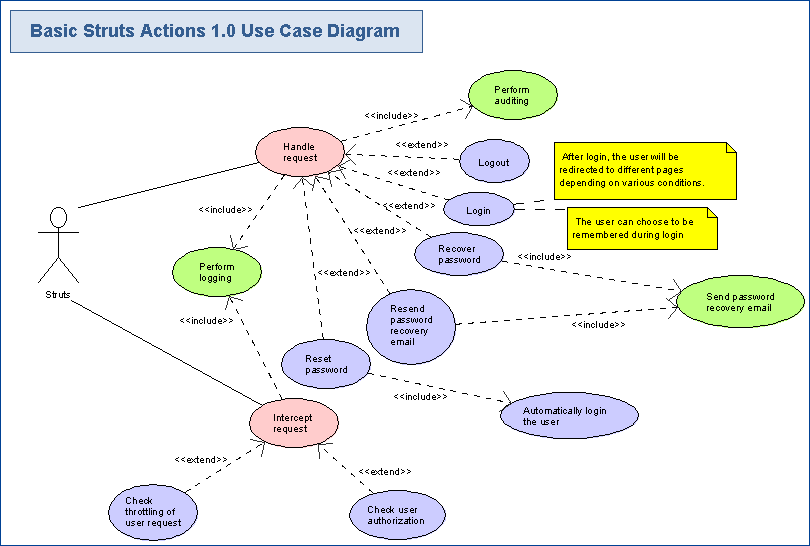 Basic Struts Actions 1.0 Use Case Diagram
Perform
auditing
<<include>>
Handle
request
<<extend>>
Logout
After login, the user will be
redirected to different pages
depending on various conditions.
<<extend>>
Login
<<include>>
<<extend>>
The user can choose to be
remembered during login
<<extend>>
Recover
password
<<include>>
Perform
logging
<<extend>>
Struts
Send password
recovery email
Resend
password
recovery
email
<<include>>
<<include>>
Reset
password
<<include>>
Automatically login
the user
Intercept
request
<<extend>>
<<extend>>
Check
throttling of
user request
Check user
authorization